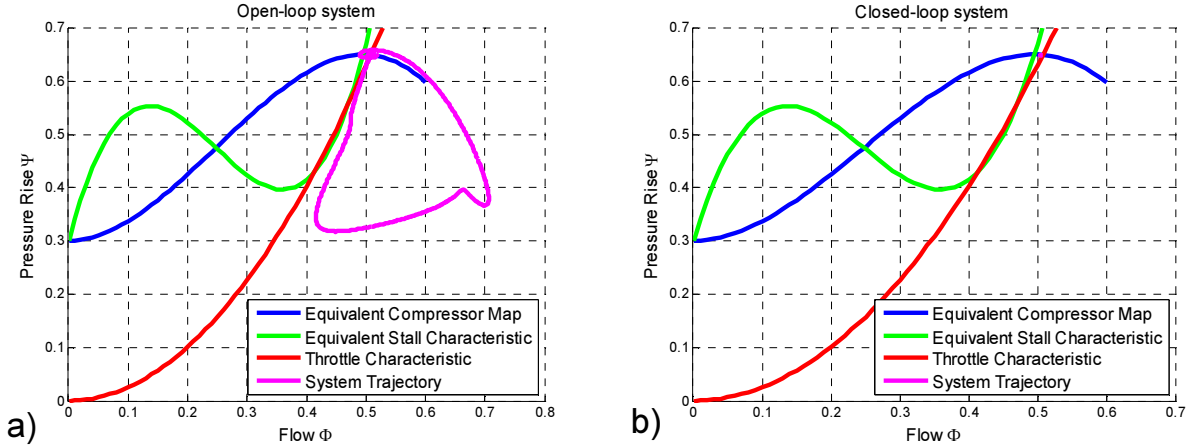 Open-loop system
0.7
0.6
0.5
0.4
0.3
0.2
0.1
0
Pressure Rise Ψ
Equivalent Compressor Map
Equivalent Stall Characteristic
Throttle Characteristic
System Trajectory
0 0.1 0.2 0.3 0.4 0.5 0.6 0.7 0.8
Flow Φ
a)
Closed-loop system
0.7
0.6
0.5
0.4
0.3
0.2
0.1
0
Pressure Rise Ψ
Equivalent Compressor Map
Equivalent Stall Characteristic
Throttle Characteristic
System Trajectory
0 0.1 0.2 0.3 0.4 0.5 0.6 0.7 0.8
Flow Φ
b)